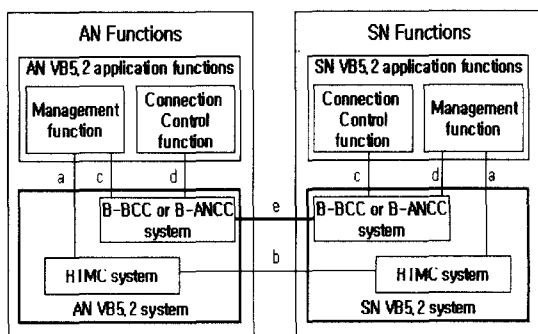 AN Functions
AN VB5,2 application functions
Management
function
Connection
Control
function
a
c
d
B-BCC or B-ANCC
system
HIMC system
AN VB5,2 system
e
b
SN Functions
SN VB5,2 application functions
Connection
Control
function
Management
function
c
d
a
B-BCC or B-ANCC
system
HIMC system
SN VB5,2 system